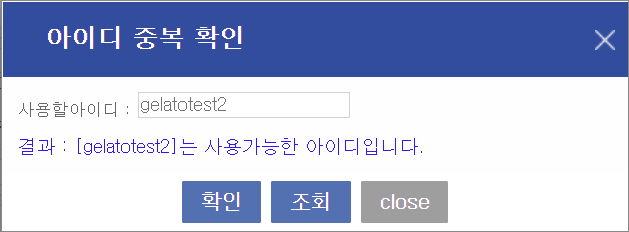 아이디 중복 확인
사용할아이디 : gelatotest2
결과 : [gelatotest2]는 사용가능한 아이디입니다.
확인 조회 close